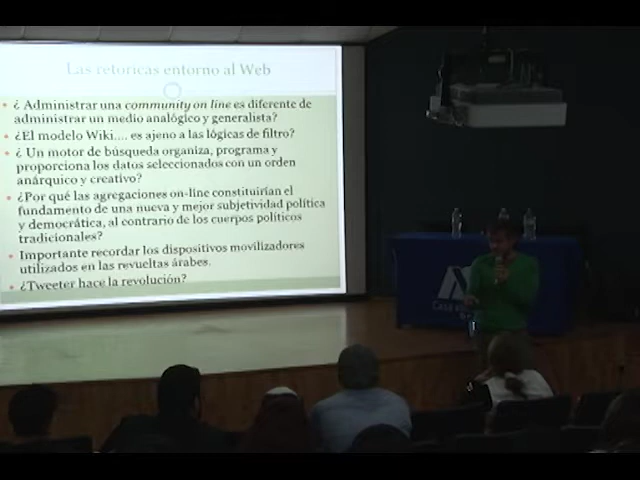 Las retóricas entorno al Web
• ¿ Administrar una community on line es diferente de
administrar un medio analógico y generalista?
• ¿El modelo Wiki.... es ajeno a las lógicas de filtro?
• ¿ Un motor de búsqueda organiza, programa y
proporciona los datos seleccionados con un orden
anárquico y creativo?
• ¿Por qué las agregaciones on-line constituirían el
fundamento de una nueva y mejor subjetividad política
y democrática, al contrario de los cuerpos políticos
tradicionales?
• Importante recordar los dispositivos movilizadores
utilizados en las revueltas árabes.
• ¿Tweeter hace la revolución?